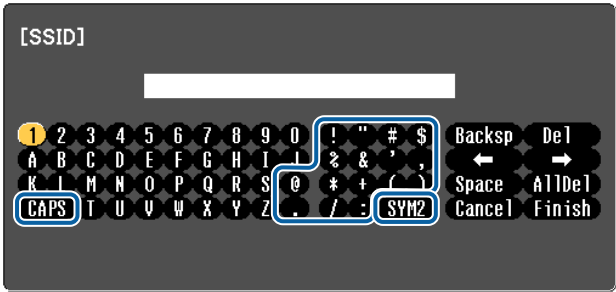 [SSID]
1 2 3 4 5 6 7 8 9 0 ! " # $ Backsp Del
A B C D E F G H I J % & ' , ← →
K L M N O P Q R S @ * + ( ) Space AllDel
CAPS T U V W X Y Z . / : SYM2 Cancel Finish